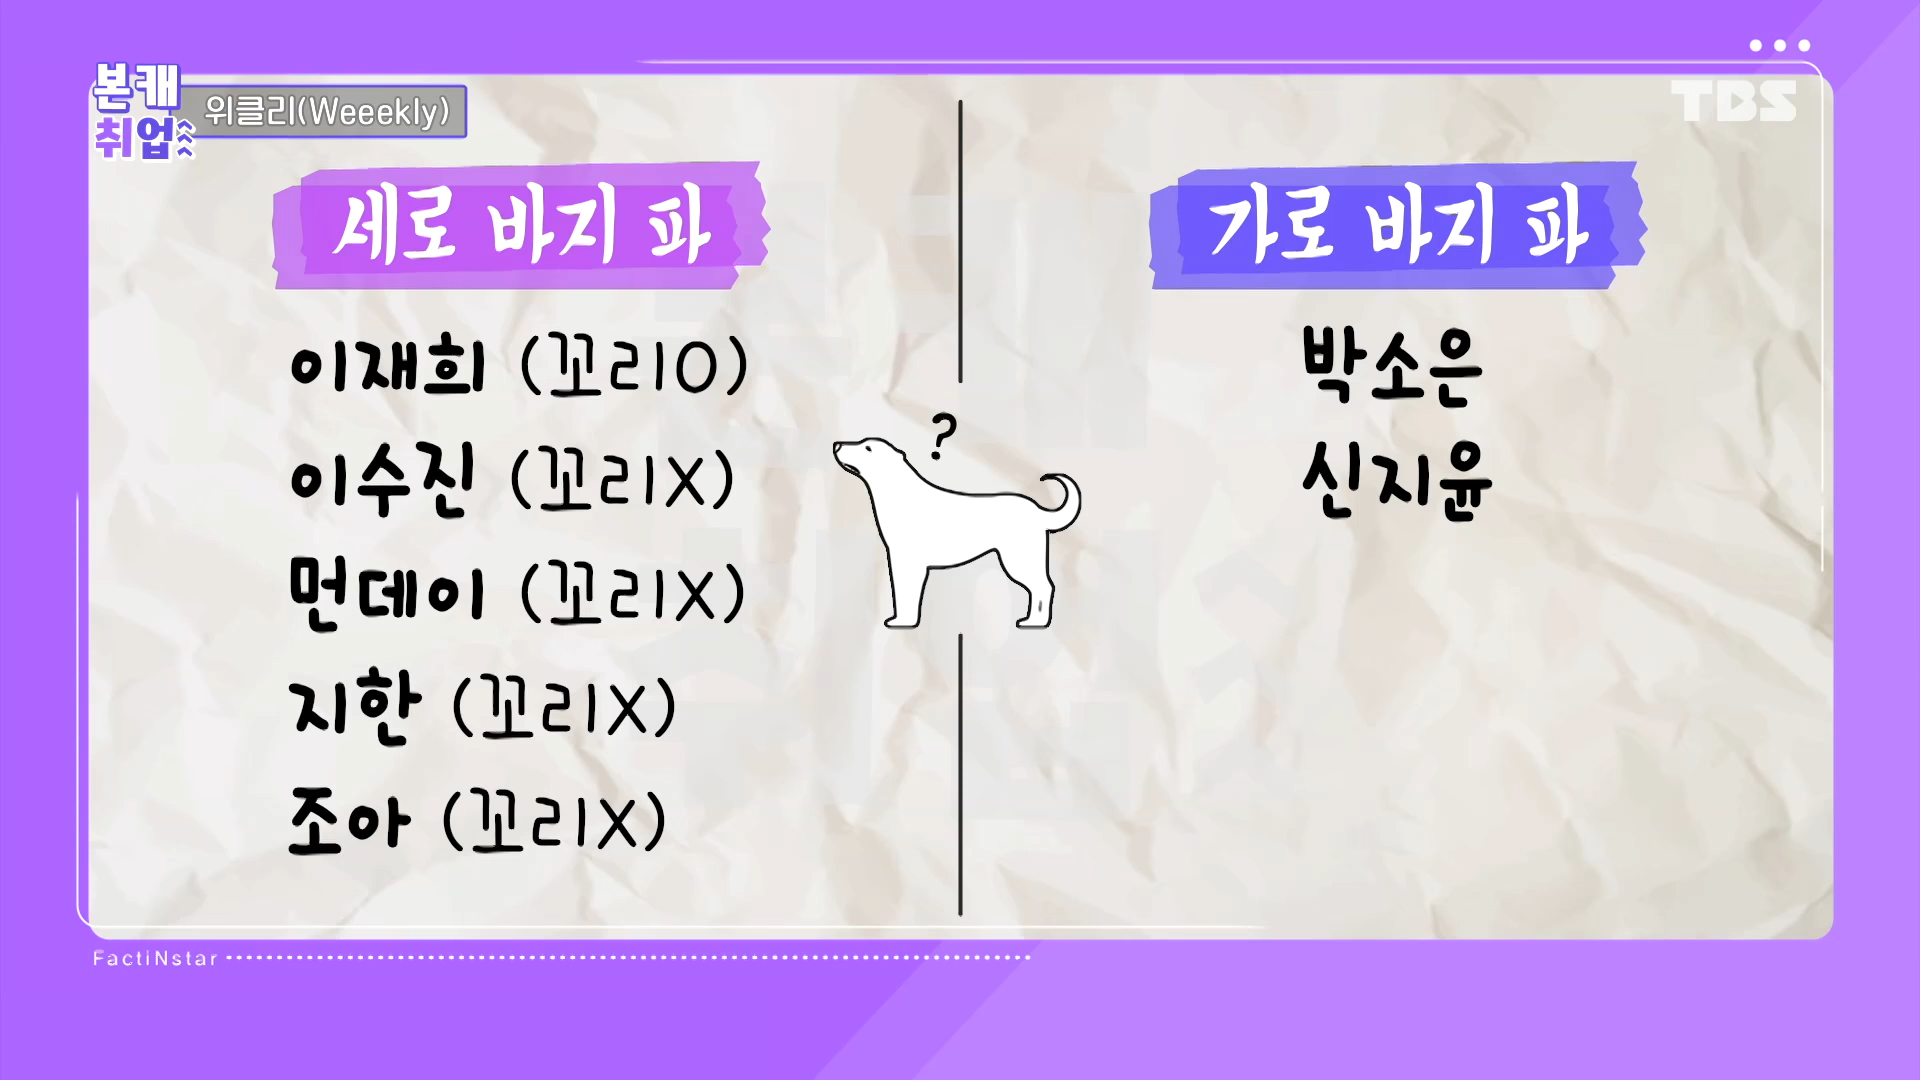 본캐
취업
위클리(Weeekly)
TBS
세로 바지 파
이재희 (꼬리O)
이수진 (꼬리X)
먼데이 (꼬리X)
지한 (꼬리X)
조아 (꼬리X)
?
가로 바지 파
박소은
신지윤
FactiNstar